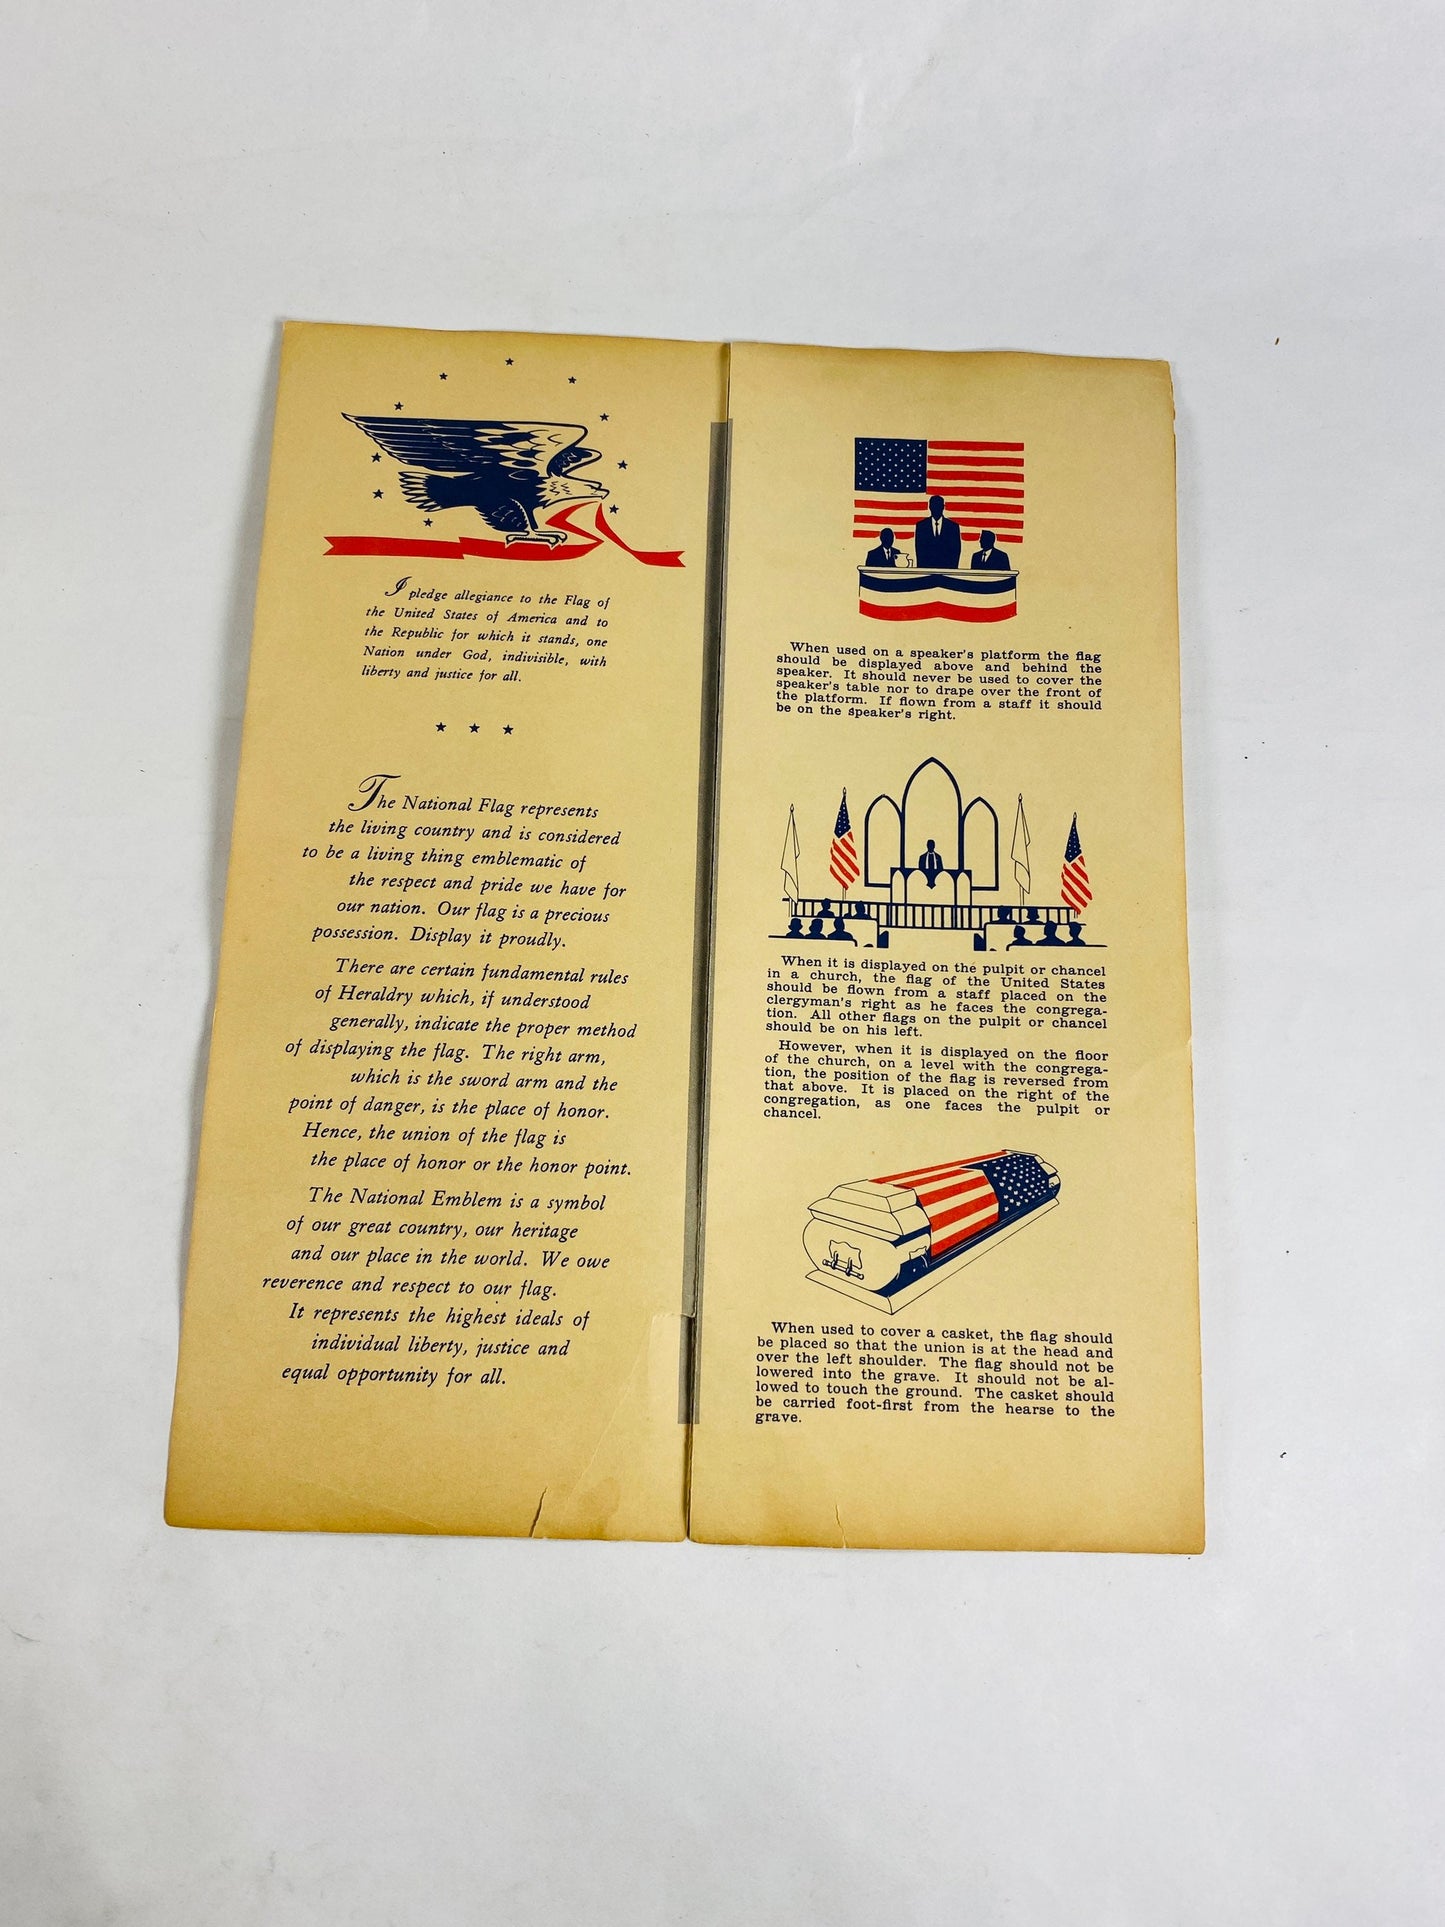 I pledge allegiance to the Flag of
the United States of America and to
the Republic for which it stands, one
Nation under God, indivisible, with
liberty and justice for all.
The National Flag represents
the living country and is considered
to be a living thing emblematic of
the respect and pride we have for
our nation. Our flag is a precious
possession. Display it proudly.
There are certain fundamental rules
of Heraldry which, if understood
generally, indicate the proper method
of displaying the flag. The right arm,
which is the sword arm and the
point of danger, is the place of honor.
Hence, the union of the flag is
the place of honor or the honor point.
The National Emblem is a symbol
of our great country, our heritage
and our place in the world. We owe
reverence and respect to our flag.
It represents the highest ideals of
individual liberty, justice and
equal opportunity for all.
When used on a speaker's platform the flag
should be displayed above and behind the
speaker. It should never be used to cover the
speaker's table nor to drape over the front of
the platform. If flown from a staff it should
be on the speaker's right.
When it is displayed on the pulpit or chancel
in a church, the flag of the United States
should be flown from a staff placed on the
clergyman's right as he faces the congrega-
tion. All other flags on the pulpit or chancel
should be on his left.
However, when it is displayed on the floor
of the church, on a level with the congrega-
tion, the position of the flag is reversed from
that above. It is placed on the right of the
congregation, as one faces the pulpit or
chancel.
When used to cover a casket, the flag should
be placed so that the union is at the head and
over the left shoulder. The flag should not be
lowered into the grave. It should not be al-
lowed to touch the ground. The casket should
be carried foot-first from the hearse to the
grave.